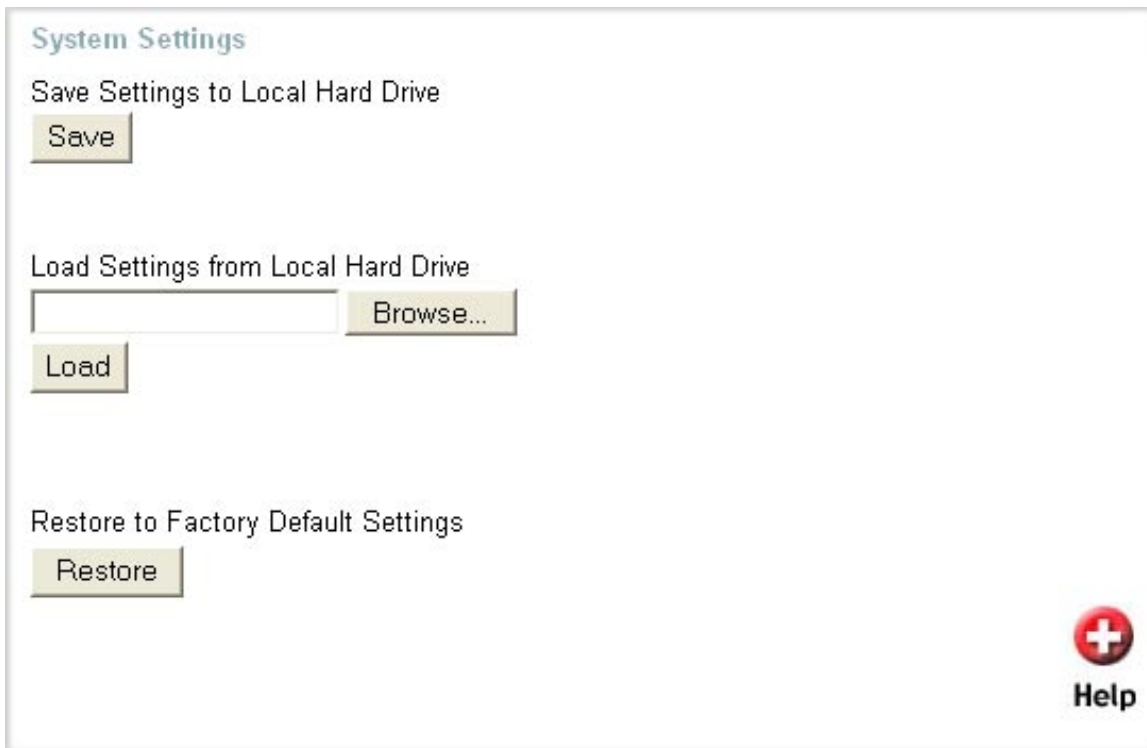 System Settings
Save Settings to Local Hard Drive
Save
Load Settings from Local Hard Drive
Browse...
Load
Restore to Factory Default Settings
Restore
Help